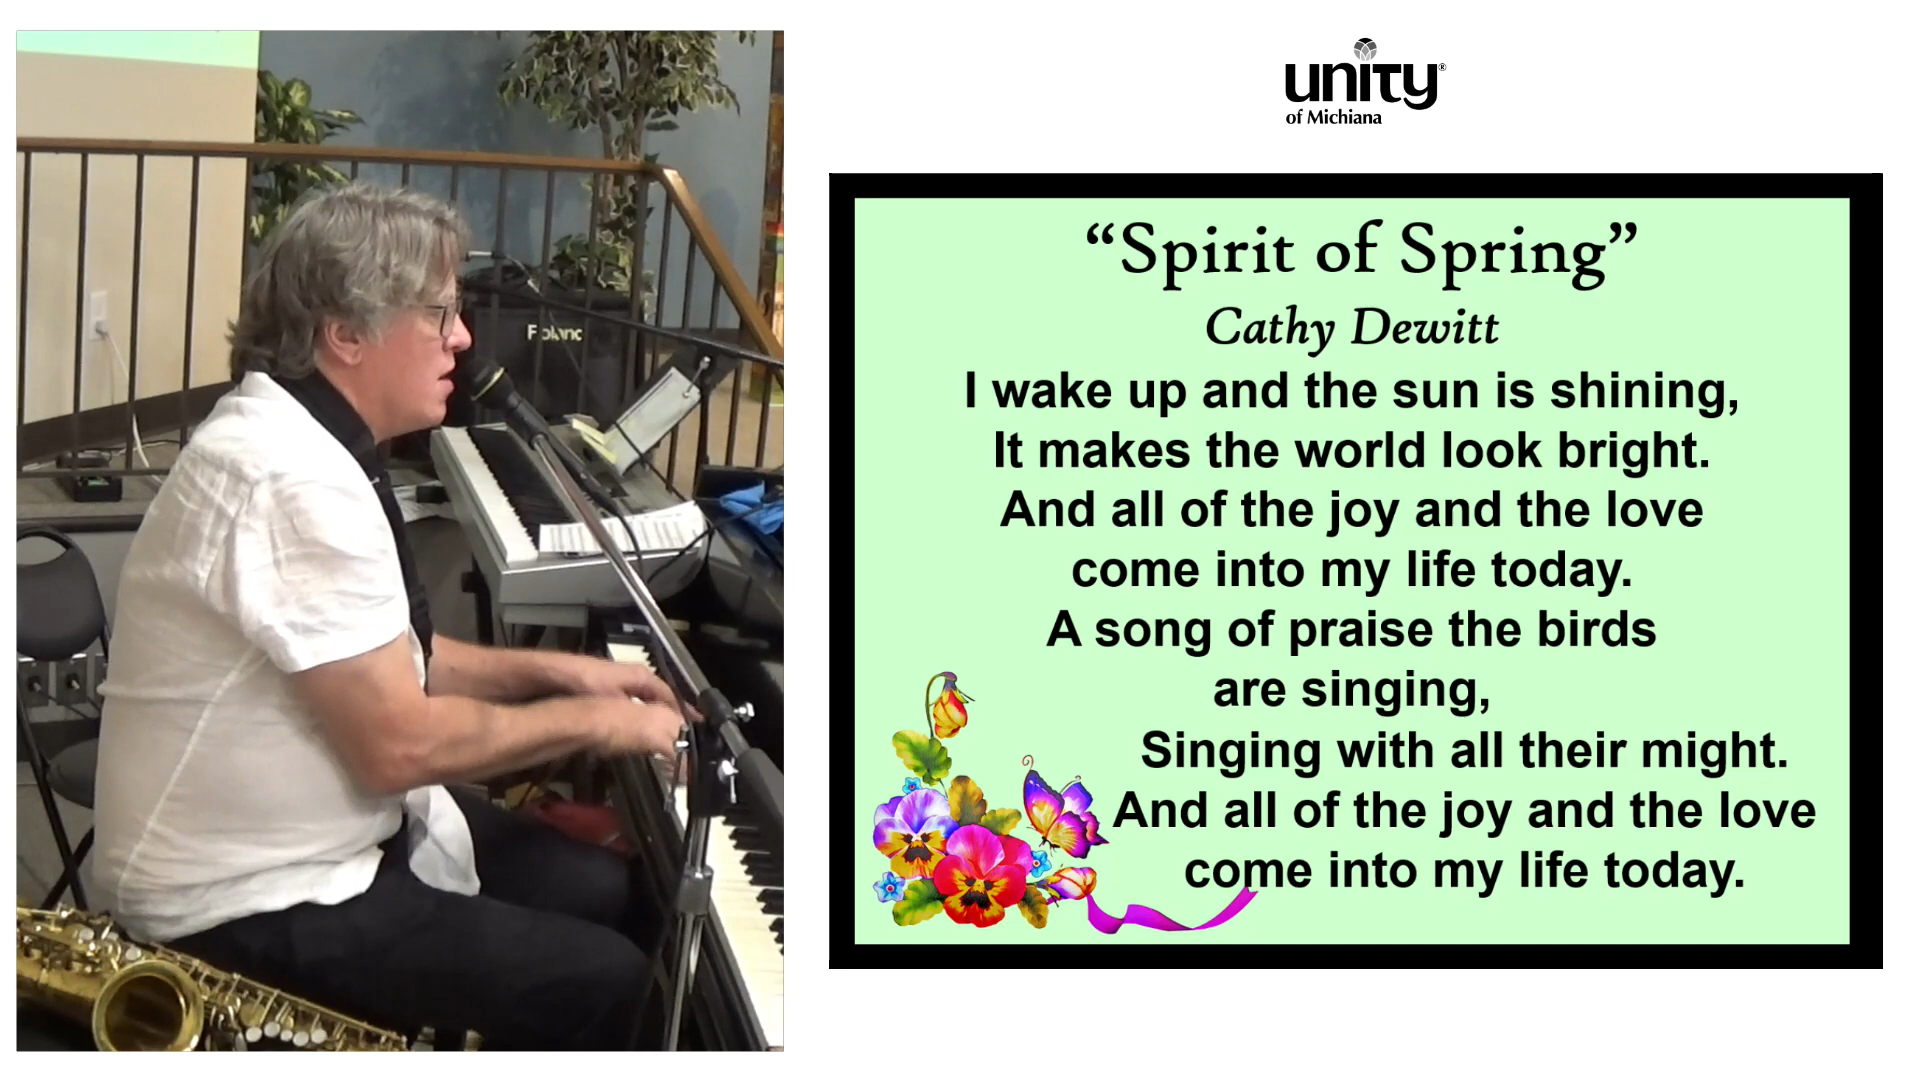 unity®
of Michiana
Roland
“Spirit of Spring”
Cathy Dewitt
I wake up and the sun is shining,
It makes the world look bright.
And all of the joy and the love
come into my life today.
A song of praise the birds
are singing,
Singing with all their might.
And all of the joy and the love
come into my life today.